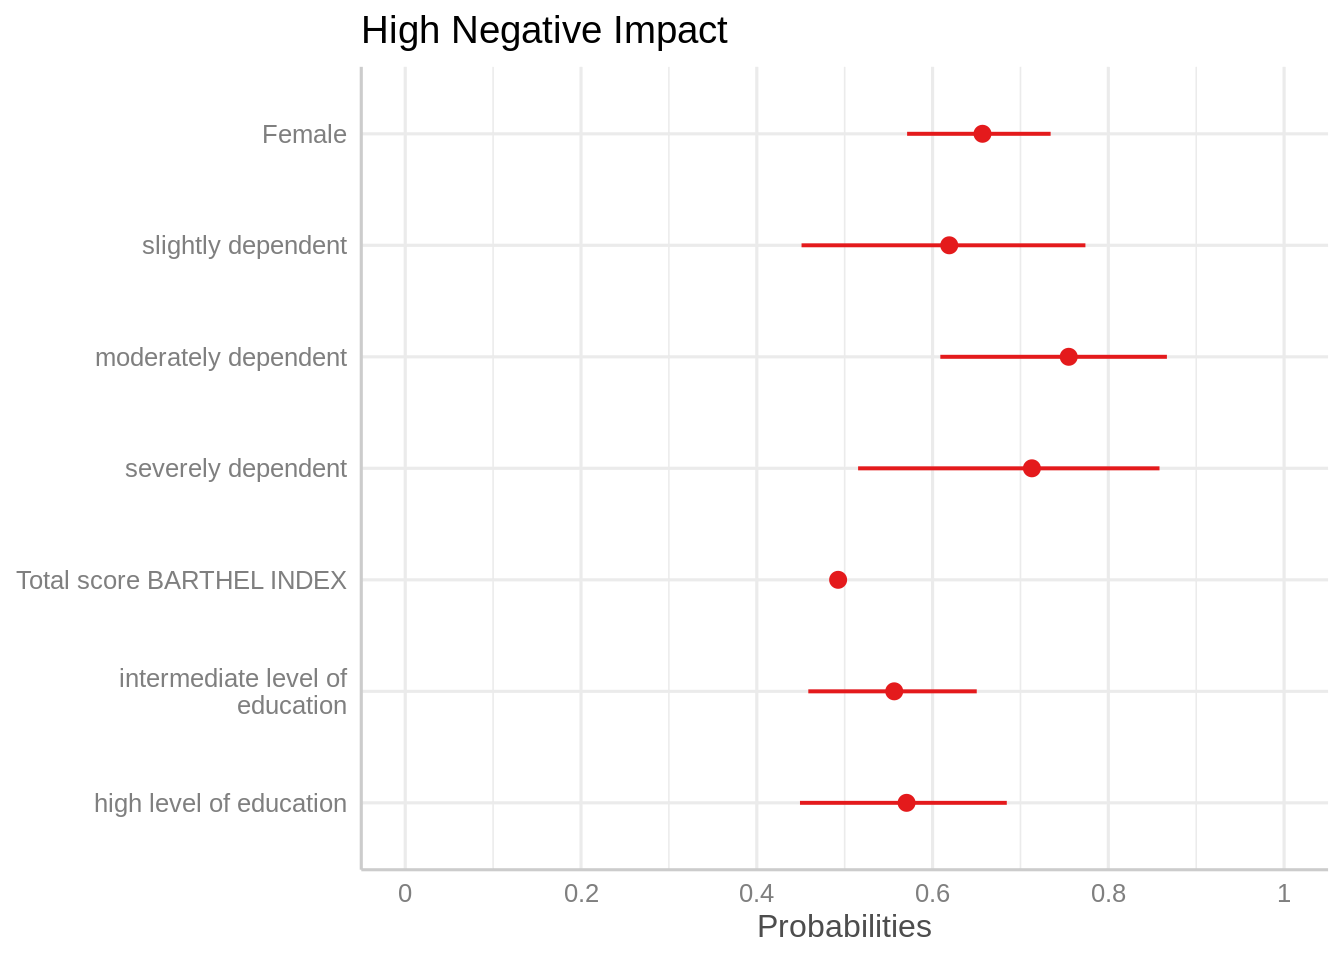 High Negative Impact
Female
slightly dependent
moderately dependent
severely dependent
Total score BARTHEL INDEX
intermediate level of
education
high level of education
0 0.2 0.4 0.6 0.8 1
Probabilities